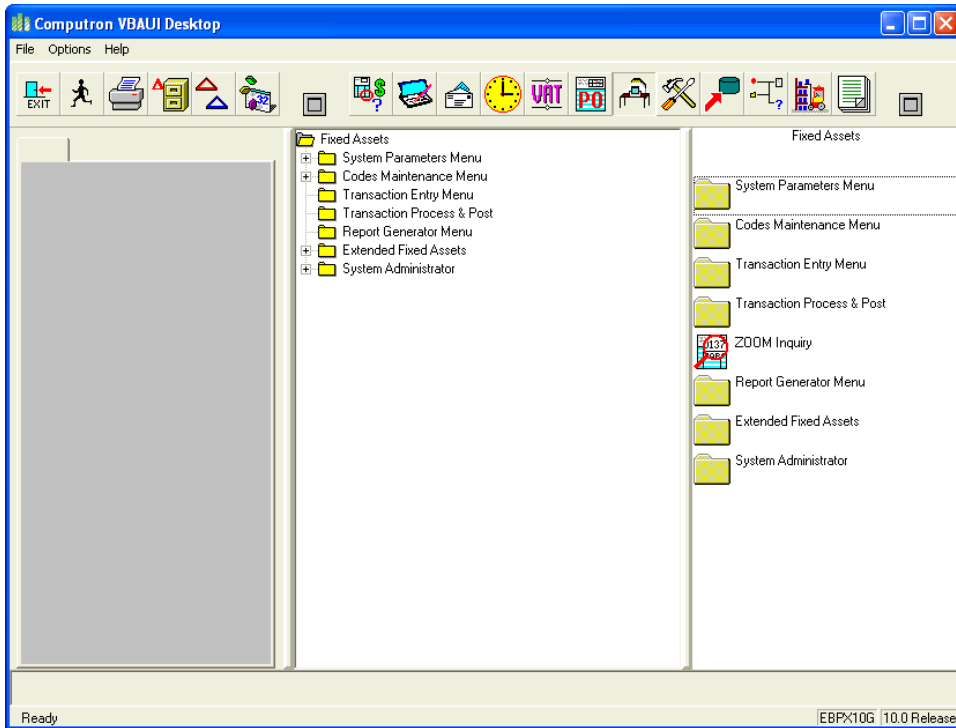 Computron VBAUI Desktop
File Options Help
EXIT
32
$
?
VAT
PO
?
Fixed Assets
System Parameters Menu
Codes Maintenance Menu
Transaction Entry Menu
Transaction Process & Post
Report Generator Menu
Extended Fixed Assets
System Administrator
Fixed Assets
System Parameters Menu
Codes Maintenance Menu
Transaction Entry Menu
Transaction Process & Post
ZOOM Inquiry
Report Generator Menu
Extended Fixed Assets
System Administrator
Ready
EBPX10G 10.0 Release